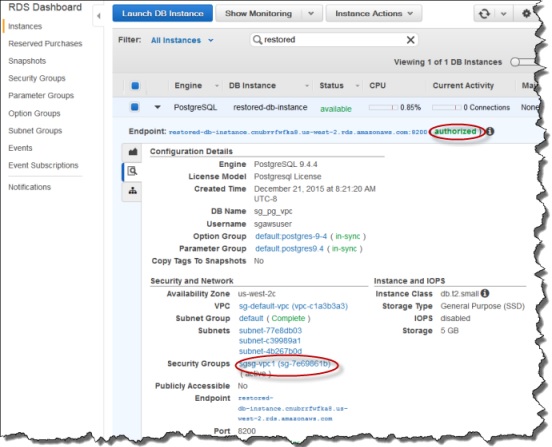 RDS Dashboard
Instances
Reserved Purchases
Snapshots
Security Groups
Parameter Groups
Option Groups
Subnet Groups
Events
Event Subscriptions
Notifications
Launch DB Instance Show Monitoring Instance Actions
Filter: All Instances restored X
Viewing 1 of 1 DB Instances
Engine DB Instance Status CPU Current Activity
PostgreSQL restored-db-instance available 0.85% 0 Connections None
Endpoint: restored-db-instance.cnubrrfwfka8.us-west-2.rds.amazonaws.com:8200 ( authorized )
Configuration Details
Engine PostgreSQL 9.4.4
License Model Postgresql License
Created Time December 21, 2015 at 8:21:20 AM
UTC-8
DB Name sg_pg_vpc
Username sgawsuser
Option Group default:postgres-9-4 ( in-sync )
Parameter Group default.postgres9.4 ( in-sync )
Copy Tags To Snapshots No
Security and Network
Availability Zone us-west-2c
VPC sg-default-vpc (vpc-c1a3b3a3)
Subnet Group default ( Complete )
Subnets subnet-77e8db03
subnet-c39989a1
subnet-4b267b0d
Security Groups sgsg-vpc1 (sg-7e69861b)
( active )
Publicly Accessible No
Endpoint restored-
db-instance.cnubrrfwfka8.us-
west-2.rds.amazonaws.com
Port 8200
Instance and IOPS
Instance Class db.t2.small
Storage Type General Purpose (SSD)
IOPS disabled
Storage 5 GB